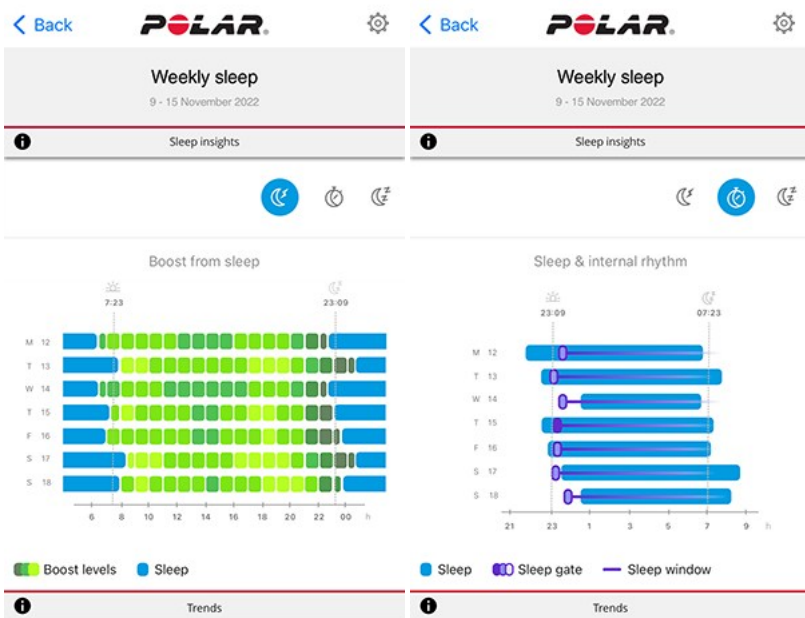 Back
POLAR.
Weekly sleep
9 - 15 November 2022
Sleep insights
Boost from sleep
7:23 23:09
M 12
T 13
W 14
T 15
F 16
S 17
S 18
6 8 10 12 14 16 18 20 22 00 h
Boost levels Sleep
Trends
Back
POLAR.
Weekly sleep
9 - 15 November 2022
Sleep insights
Sleep & internal rhythm
23:09 07:23
M 12
T 13
W 14
T 15
F 16
S 17
S 18
21 23 1 3 5 7 9 h
Sleep Sleep gate Sleep window
Trends